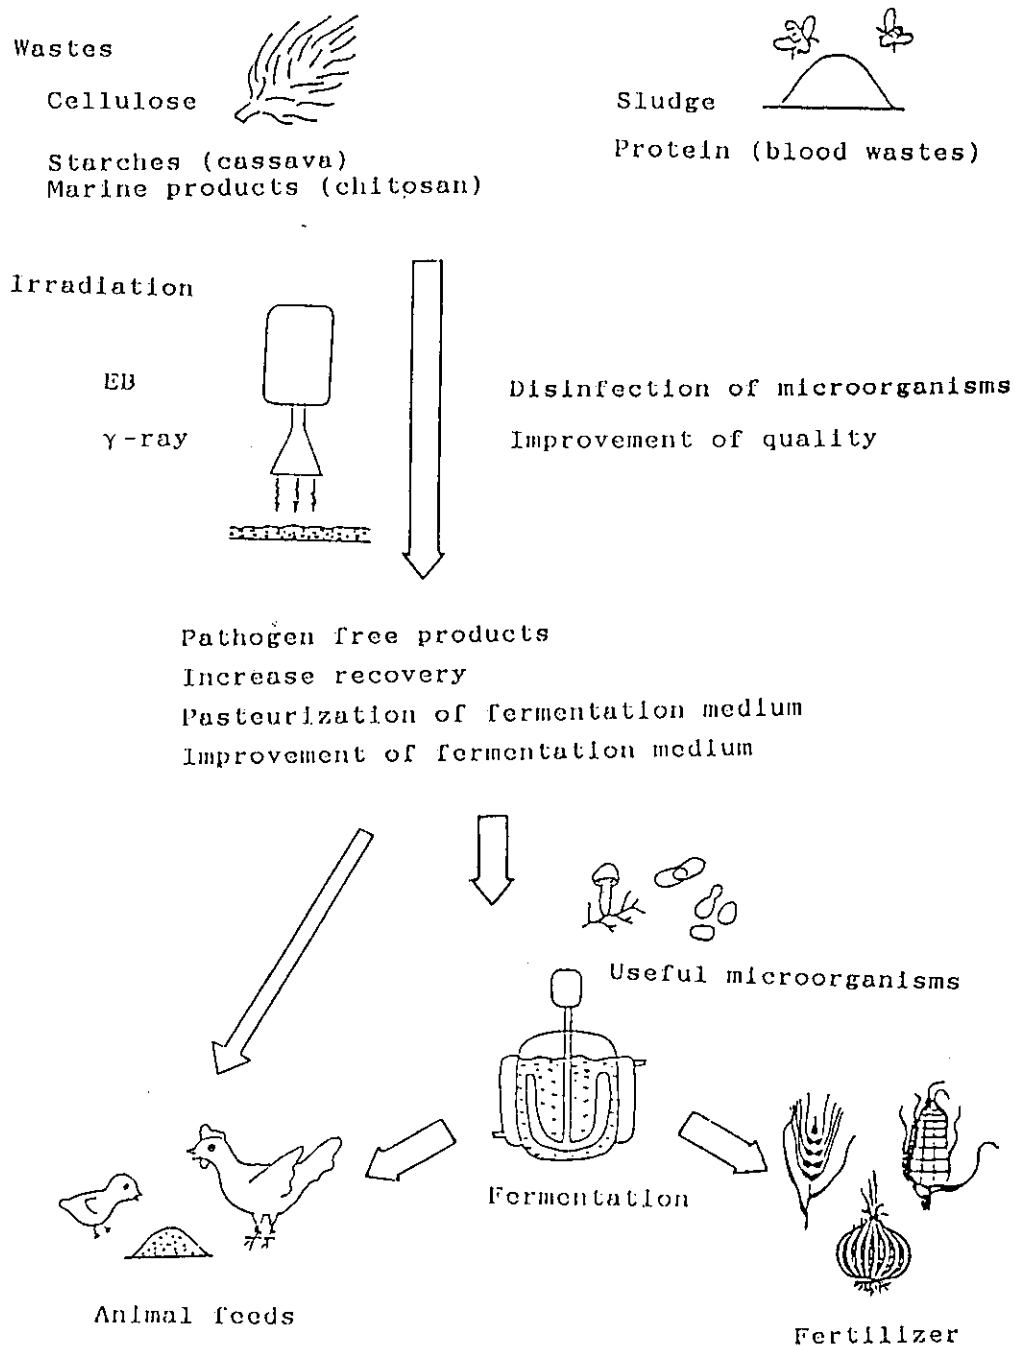 Wastes
Cellulose
Starches (cassava)
Marine products (chitosan)
Sludge
Protein (blood wastes)
Irradiation
EB
γ-ray
Disinfection of microorganisms
Improvement of quality
Pathogen free products
Increase recovery
Pasteurization of fermentation medium
Improvement of fermentation medium
Useful microorganisms
Fermentation
Animal feeds
Fertilizer